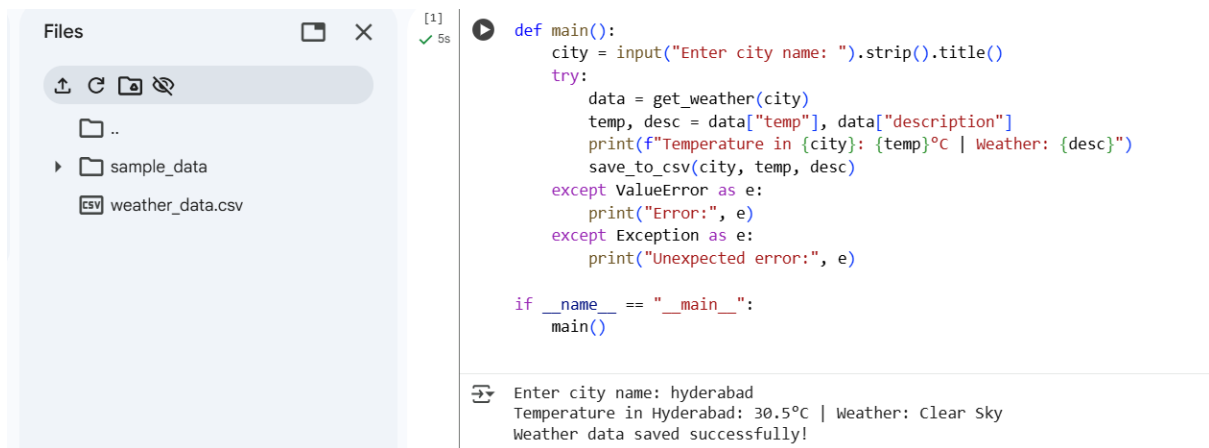 Files
..
sample_data
CSV weather_data.csv
[1]
5s
def main():
    city = input("Enter city name: ").strip().title()
    try:
        data = get_weather(city)
        temp, desc = data["temp"], data["description"]
        print(f"Temperature in {city}: {temp}°C | Weather: {desc}")
        save_to_csv(city, temp, desc)
    except ValueError as e:
        print("Error:", e)
    except Exception as e:
        print("Unexpected error:", e)
if __name__ == "__main__":
    main()
Enter city name: hyderabad
Temperature in Hyderabad: 30.5°C | Weather: Clear Sky
Weather data saved successfully!